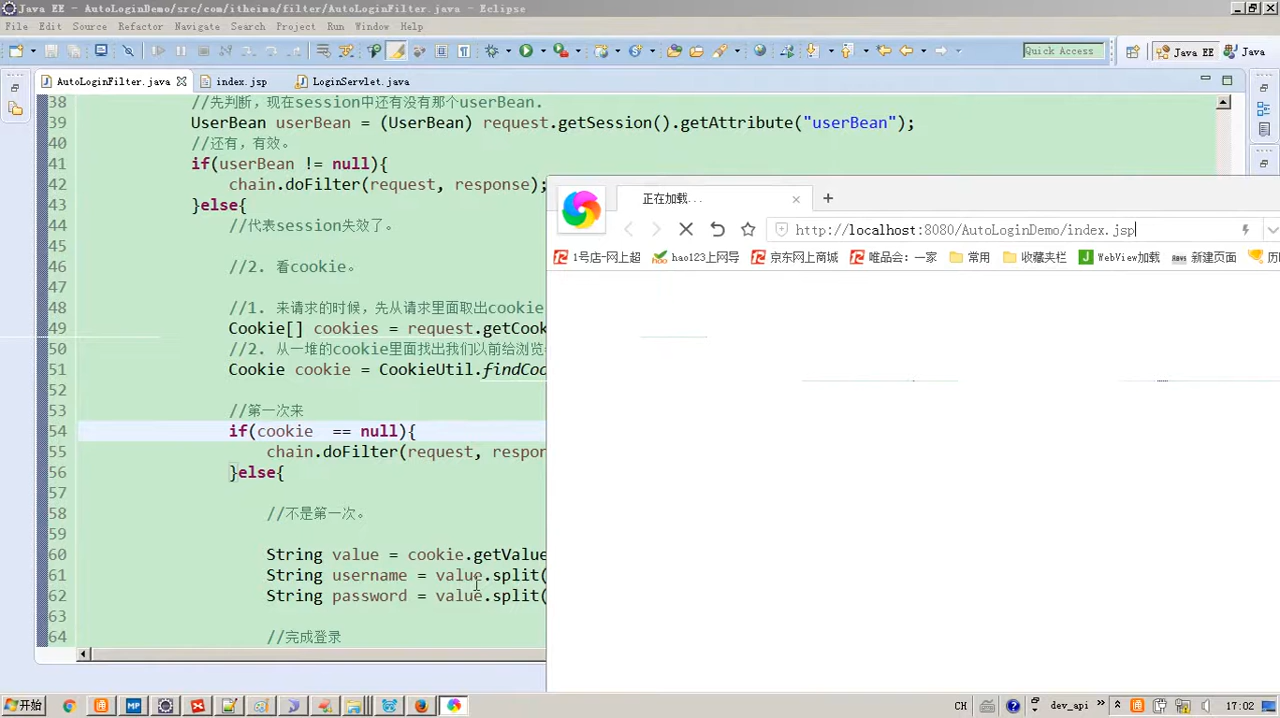 Java EE - AutoLoginDemo/src/com/itheima/filter/AutoLoginFilter.java - Eclipse
File Edit Source Refactor Navigate Search Project Run Window Help
Quick Access
Java EE
Java
AutoLoginFilter.java
index.jsp
LoginServlet.java
38 //先判断，现在session中还有没有那个userBean.
39 UserBean userBean = (UserBean) request.getSession().getAttribute("userBean");
40 //还有，有效。
41 if(userBean != null){
42 chain.doFilter(request, response);
43 }else{
44 //代表session失效了。
45
46 //2. 看cookie。
47
48 //1. 来请求的时候，先从请求里面取出cookie
49 Cookie[] cookies = request.getCook
50 //2. 从一堆的cookie里面找出我们以前给浏览
51 Cookie cookie = CookieUtil.findCoo
52
53 //第一次来
54 if(cookie == null){
55 chain.doFilter(request, respon
56 }else{
57
58 //不是第一次。
59
60 String value = cookie.getValue
61 String username = value.split(
62 String password = value.split(
63
64 //完成登录
正在加载...
http://localhost:8080/AutoLoginDemo/index.jsp
1号店-网上超 hao123上网导 京东网上商城 唯品会：一家 常用 收藏夹栏 WebView加载 新建页面 历
开始
CH
dev_api
17:02